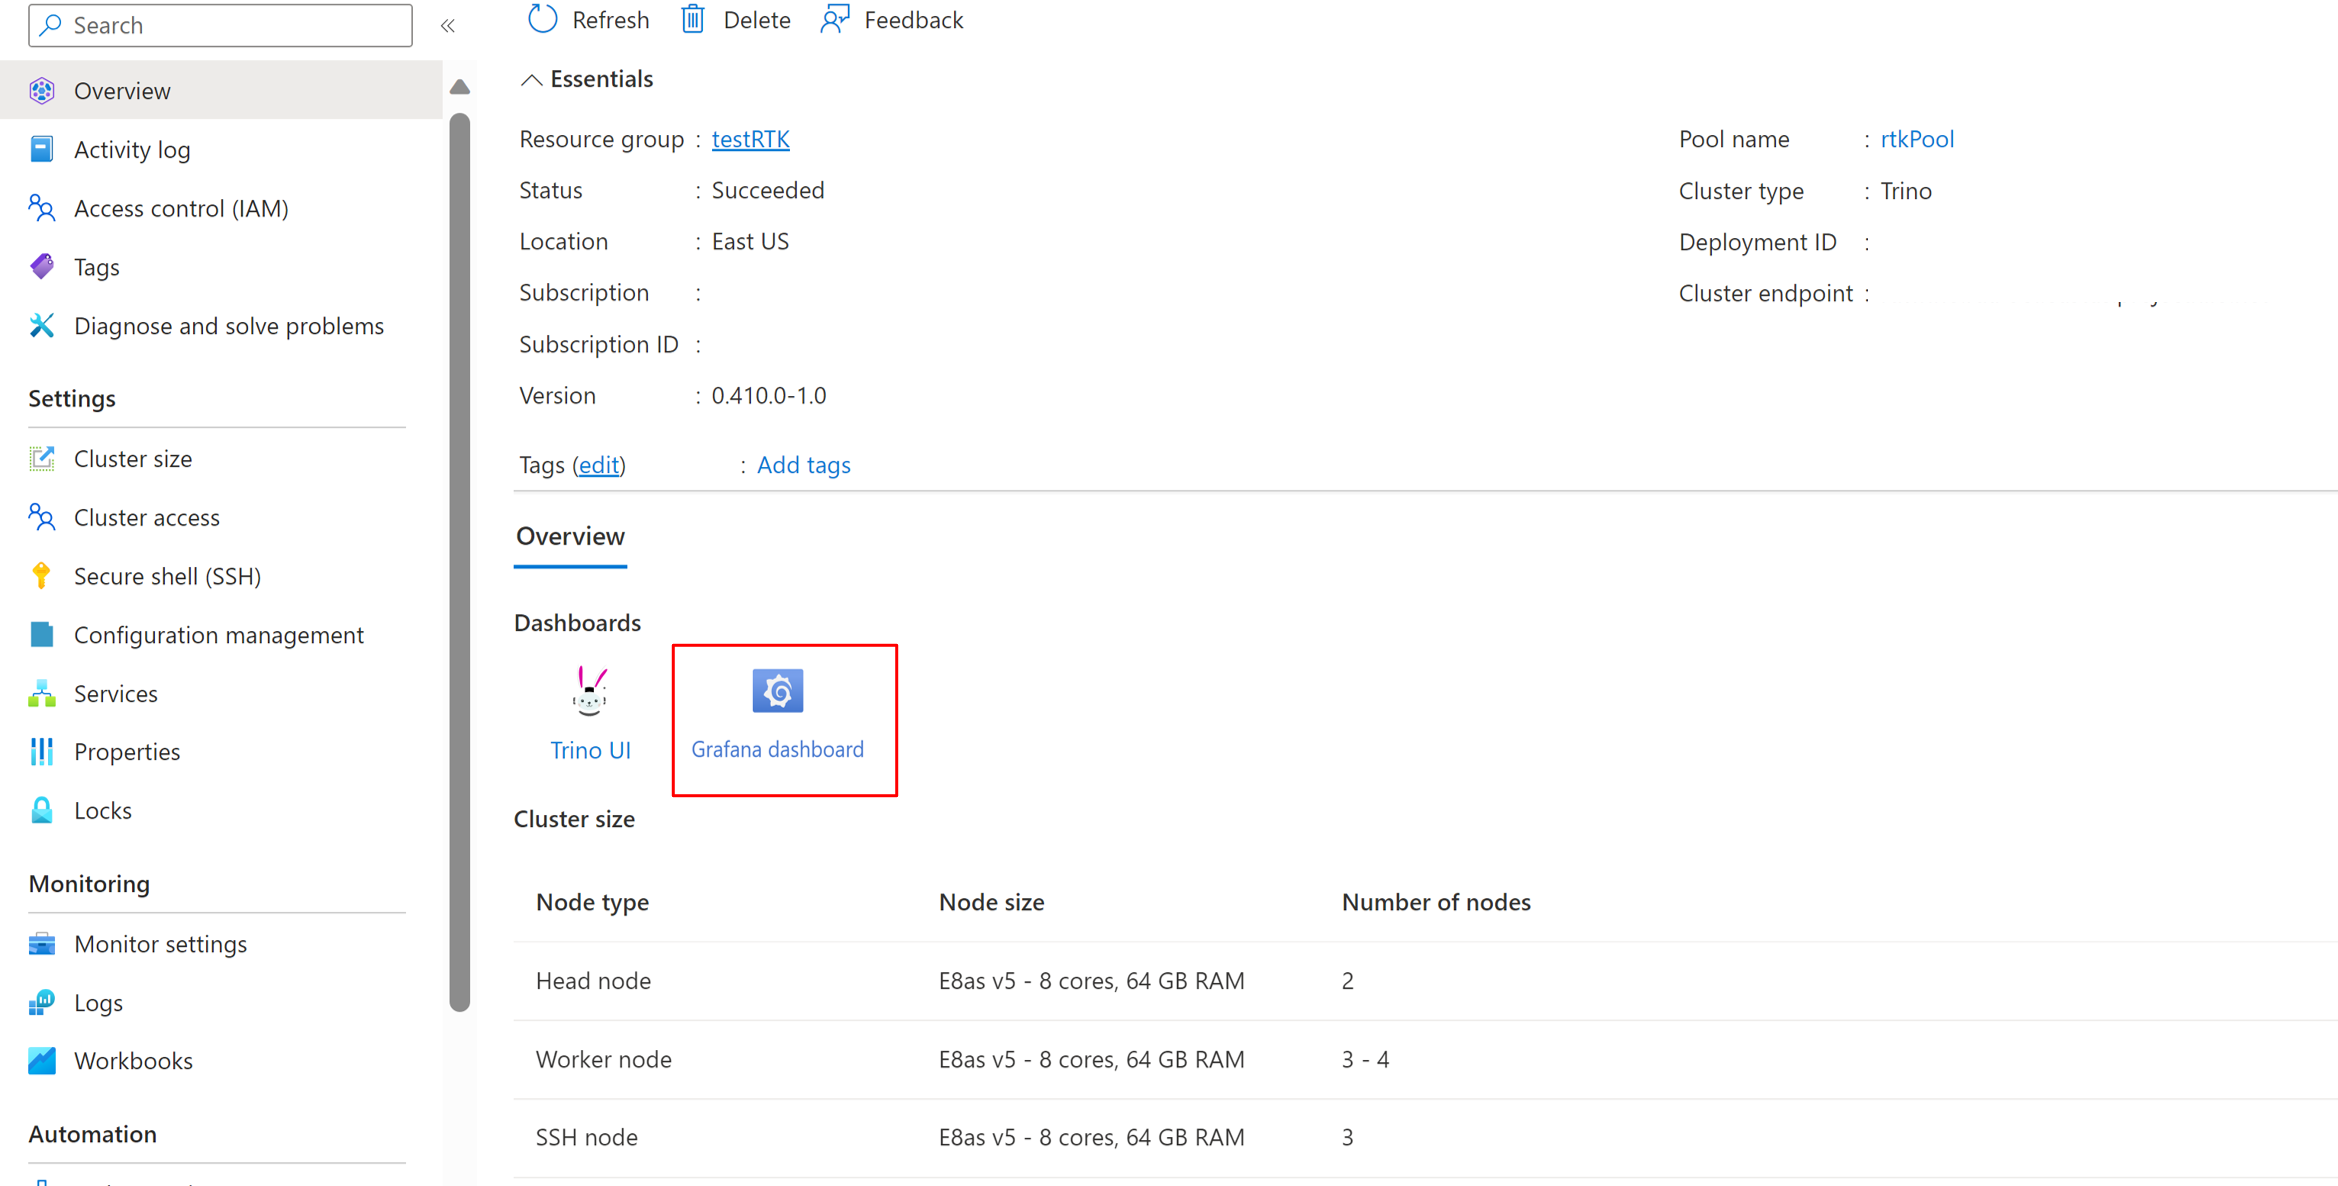 Search
Overview
Activity log
Access control (IAM)
Tags
Diagnose and solve problems
Settings
Cluster size
Cluster access
Secure shell (SSH)
Configuration management
Services
Properties
Locks
Monitoring
Monitor settings
Logs
Workbooks
Automation
Refresh Delete Feedback
Essentials
Resource group : testRTK
Status : Succeeded
Location : East US
Subscription :
Subscription ID :
Version : 0.410.0-1.0
Pool name : rtkPool
Cluster type : Trino
Deployment ID :
Cluster endpoint :
Tags (edit) : Add tags
Overview
Dashboards
Trino UI Grafana dashboard
Cluster size
Node type Node size Number of nodes
Head node E8as v5 - 8 cores, 64 GB RAM 2
Worker node E8as v5 - 8 cores, 64 GB RAM 3 - 4
SSH node E8as v5 - 8 cores, 64 GB RAM 3